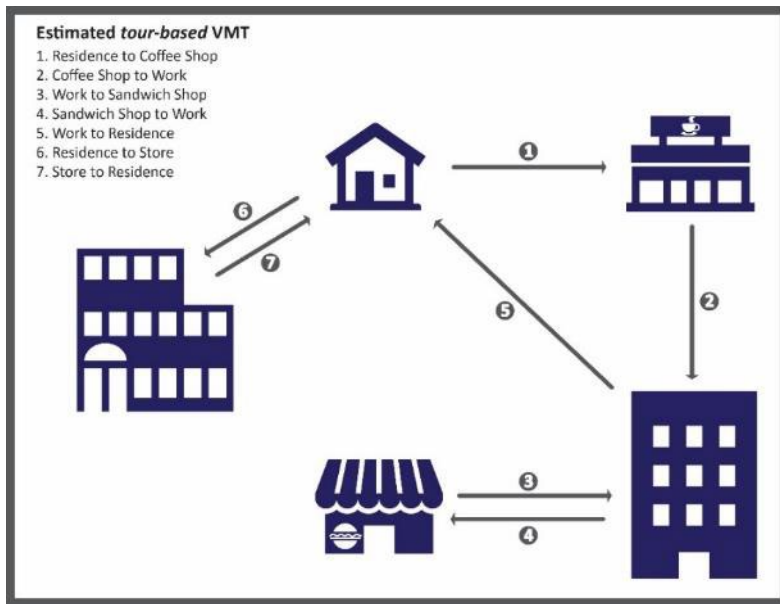 Estimated tour-based VMT
1. Residence to Coffee Shop
2. Coffee Shop to Work
3. Work to Sandwich Shop
4. Sandwich Shop to Work
5. Work to Residence
6. Residence to Store
7. Store to Residence
1
6
7
5
2
3
4